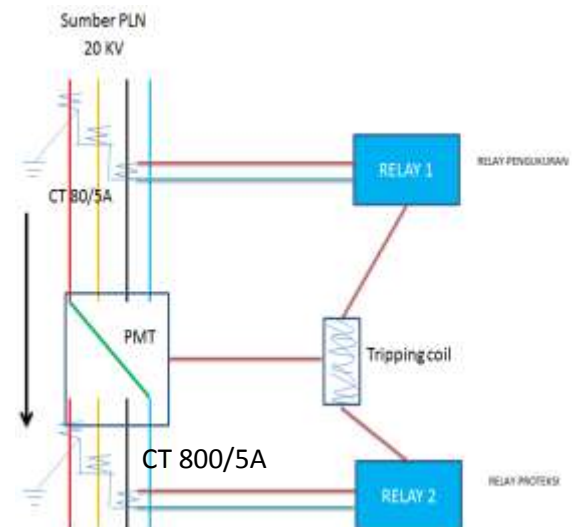 Sumber PLN
20 KV
RELAY 1
RELAY PENGUKURAN
CT 80/5A
PMT
Tripping coil
CT 800/5A
RELAY 2
RELAY PROTEKSI